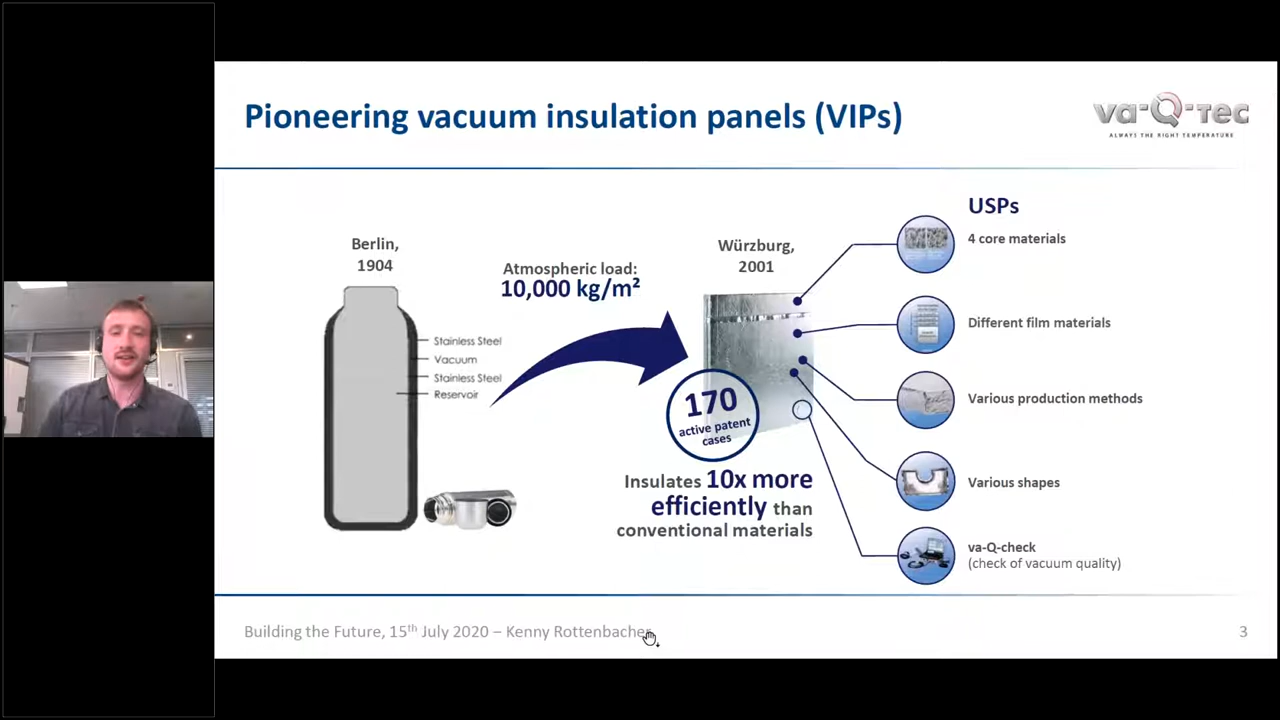 Pioneering vacuum insulation panels (VIPs)
va-Q-tec
ALWAYS THE RIGHT TEMPERATURE
Berlin,
1904
Stainless Steel
Vacuum
Stainless Steel
Reservoir
Atmospheric load:
10,000 kg/m²
Würzburg,
2001
170
active patent
cases
Insulates 10x more
efficiently than
conventional materials
USPs
4 core materials
Different film materials
Various production methods
Various shapes
va-Q-check
(check of vacuum quality)
Building the Future, 15th July 2020 – Kenny Rottenbacher
3